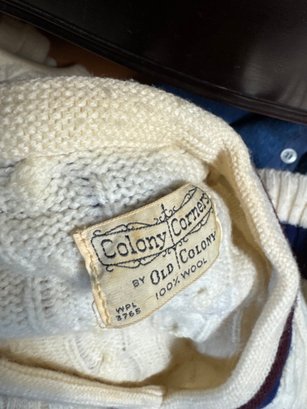 Colony Corners
BY OLD COLONY
100% WOOL
WPL
3765